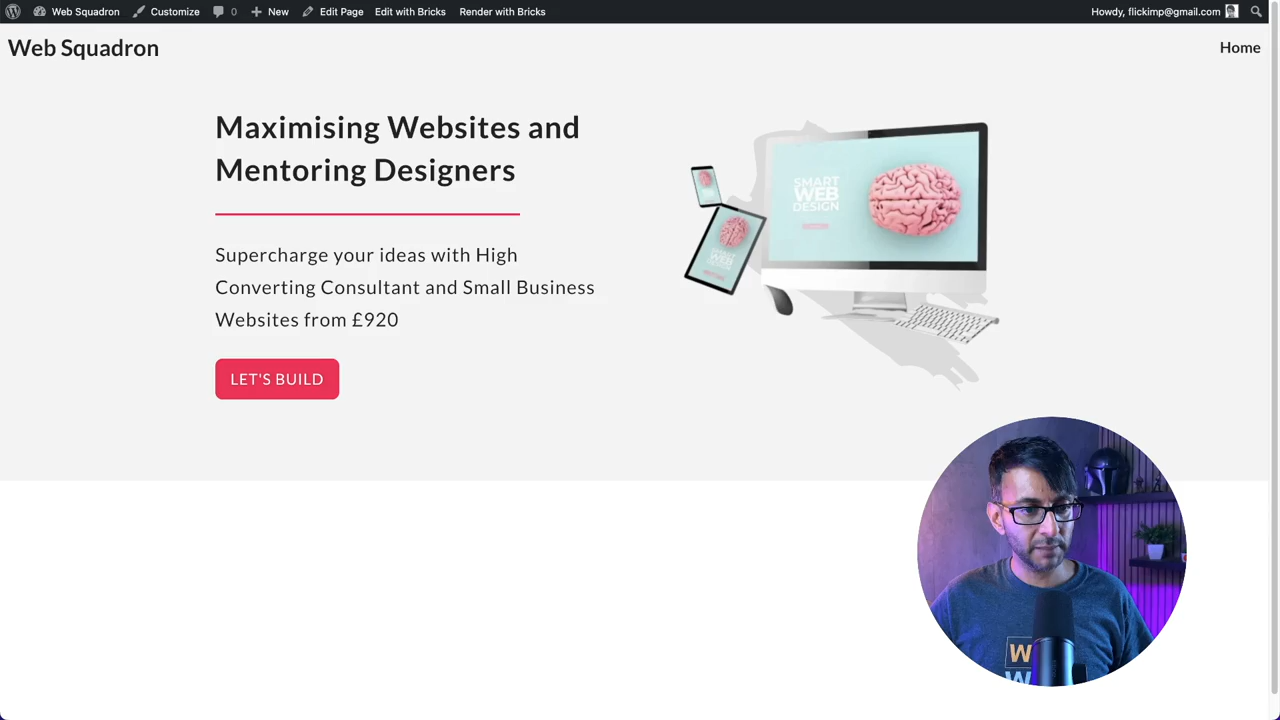 Web Squadron Customize 0 New Edit Page Edit with Bricks Render with Bricks Howdy, flickimp@gmail.com
Web Squadron Home
Maximising Websites and
Mentoring Designers
Supercharge your ideas with High
Converting Consultant and Small Business
Websites from £920
LET'S BUILD
SMART
WEB
DESIGN
W